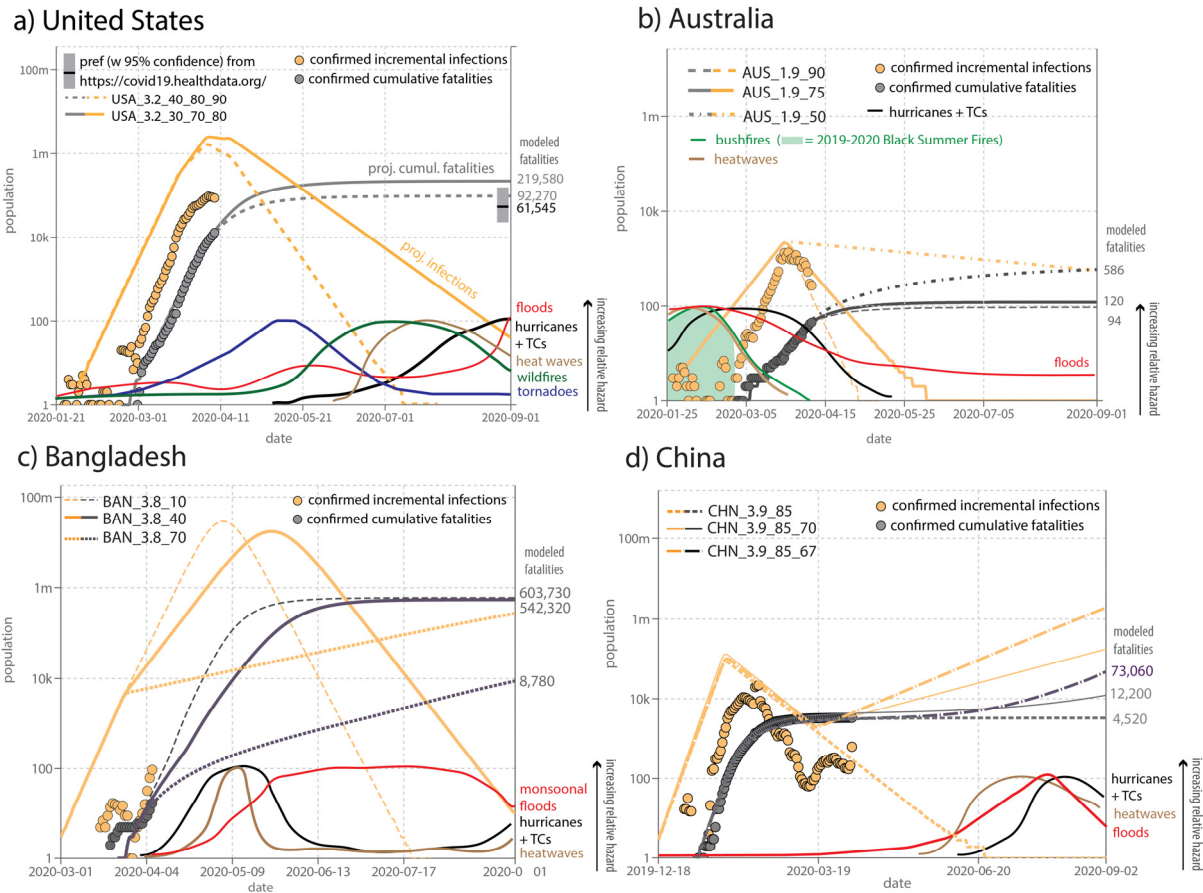 a) United States
pref (w 95% confidence) from
https://covid19.healthdata.org/
USA_3.2_40_80_90
USA_3.2_30_70_80
confirmed incremental infections
confirmed cumulative fatalities
100m
1m
10k
100
1
population
proj. cumul. fatalities
proj. infections
modeled
fatalities
219,580
92,270
61,545
floods
hurricanes
+ TCs
heat waves
wildfires
tornadoes
increasing relative hazard
2020-01-21
2020-03-01
2020-04-11
2020-05-21
2020-07-01
2020-09-01
date
b) Australia
AUS_1.9_90
AUS_1.9_75
AUS_1.9_50
confirmed incremental infections
confirmed cumulative fatalities
hurricanes + TCs
bushfires ( = 2019-2020 Black Summer Fires)
heatwaves
1m
10k
100
1
population
modeled
fatalities
586
120
94
floods
increasing relative hazard
2020-01-25
2020-03-05
2020-04-15
2020-05-25
2020-07-05
2020-09-01
date
c) Bangladesh
BAN_3.8_10
BAN_3.8_40
BAN_3.8_70
confirmed incremental infections
confirmed cumulative fatalities
100m
1m
10k
100
1
population
modeled
fatalities
603,730
542,320
8,780
monsoonal
floods
hurricanes
+ TCs
heatwaves
increasing relative hazard
2020-03-01
2020-04-04
2020-05-09
2020-06-13
2020-07-17
2020-0 01
date
d) China
CHN_3.9_85
CHN_3.9_85_70
CHN_3.9_85_67
confirmed incremental infections
confirmed cumulative fatalities
100m
1m
10k
100
1
population
modeled
fatalities
73,060
12,200
4,520
hurricanes
+ TCs
heatwaves
floods
increasing relative hazard
2019-12-18
2020-03-19
2020-06-20
2020-09-02
date